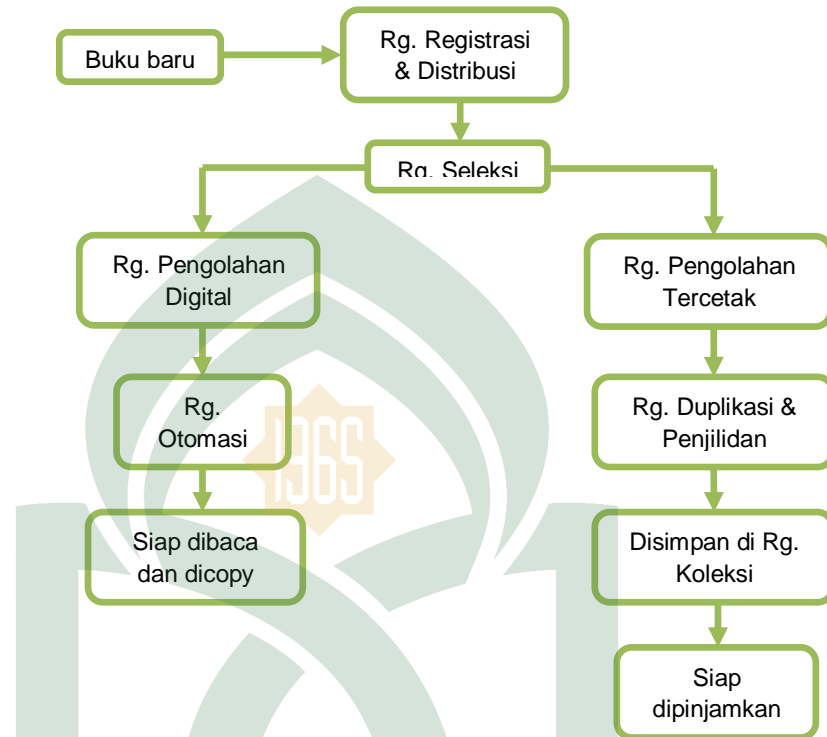 Buku baru
Rg. Registrasi
& Distribusi
Rg. Seleksi
Rg. Pengolahan
Digital
Rg. Pengolahan
Tercetak
Rg.
Otomasi
Rg. Duplikasi &
Penjilidan
1965
Siap dibaca
dan dicopy
Disimpan di Rg.
Koleksi
Siap
dipinjamkan